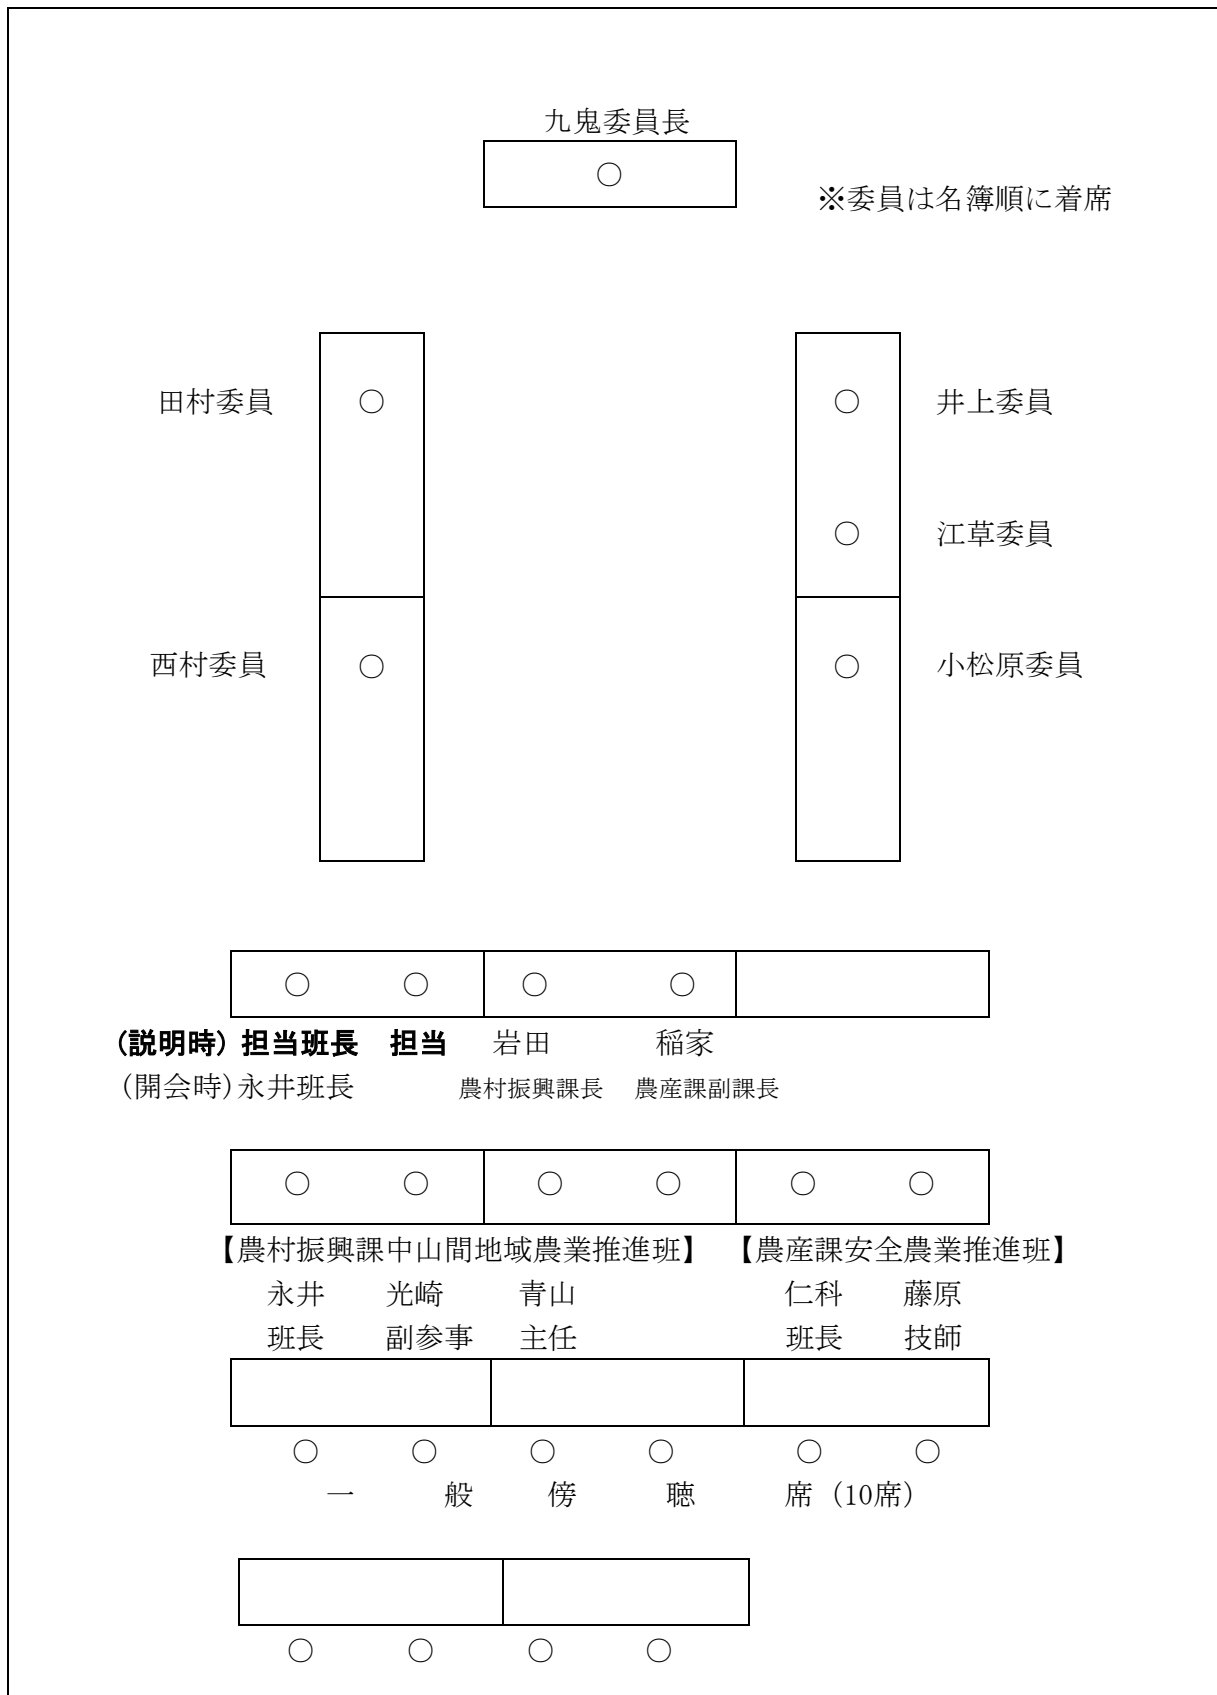 九鬼委員長
○
※委員は名簿順に着席
田村委員 ○ ○ 井上委員
○ 江草委員
西村委員 ○ ○ 小松原委員
○ ○ ○ ○
(説明時) 担当班長 担当 岩田 稲家
(開会時)永井班長 農村振興課長 農産課副課長
○ ○ ○ ○ ○ ○
【農村振興課中山間地域農業推進班】 【農産課安全農業推進班】
永井 光崎 青山 仁科 藤原
班長 副参事 主任 班長 技師
○ ○ ○ ○ ○ ○
一 般 傍 聴 席 (10席)
○ ○ ○ ○